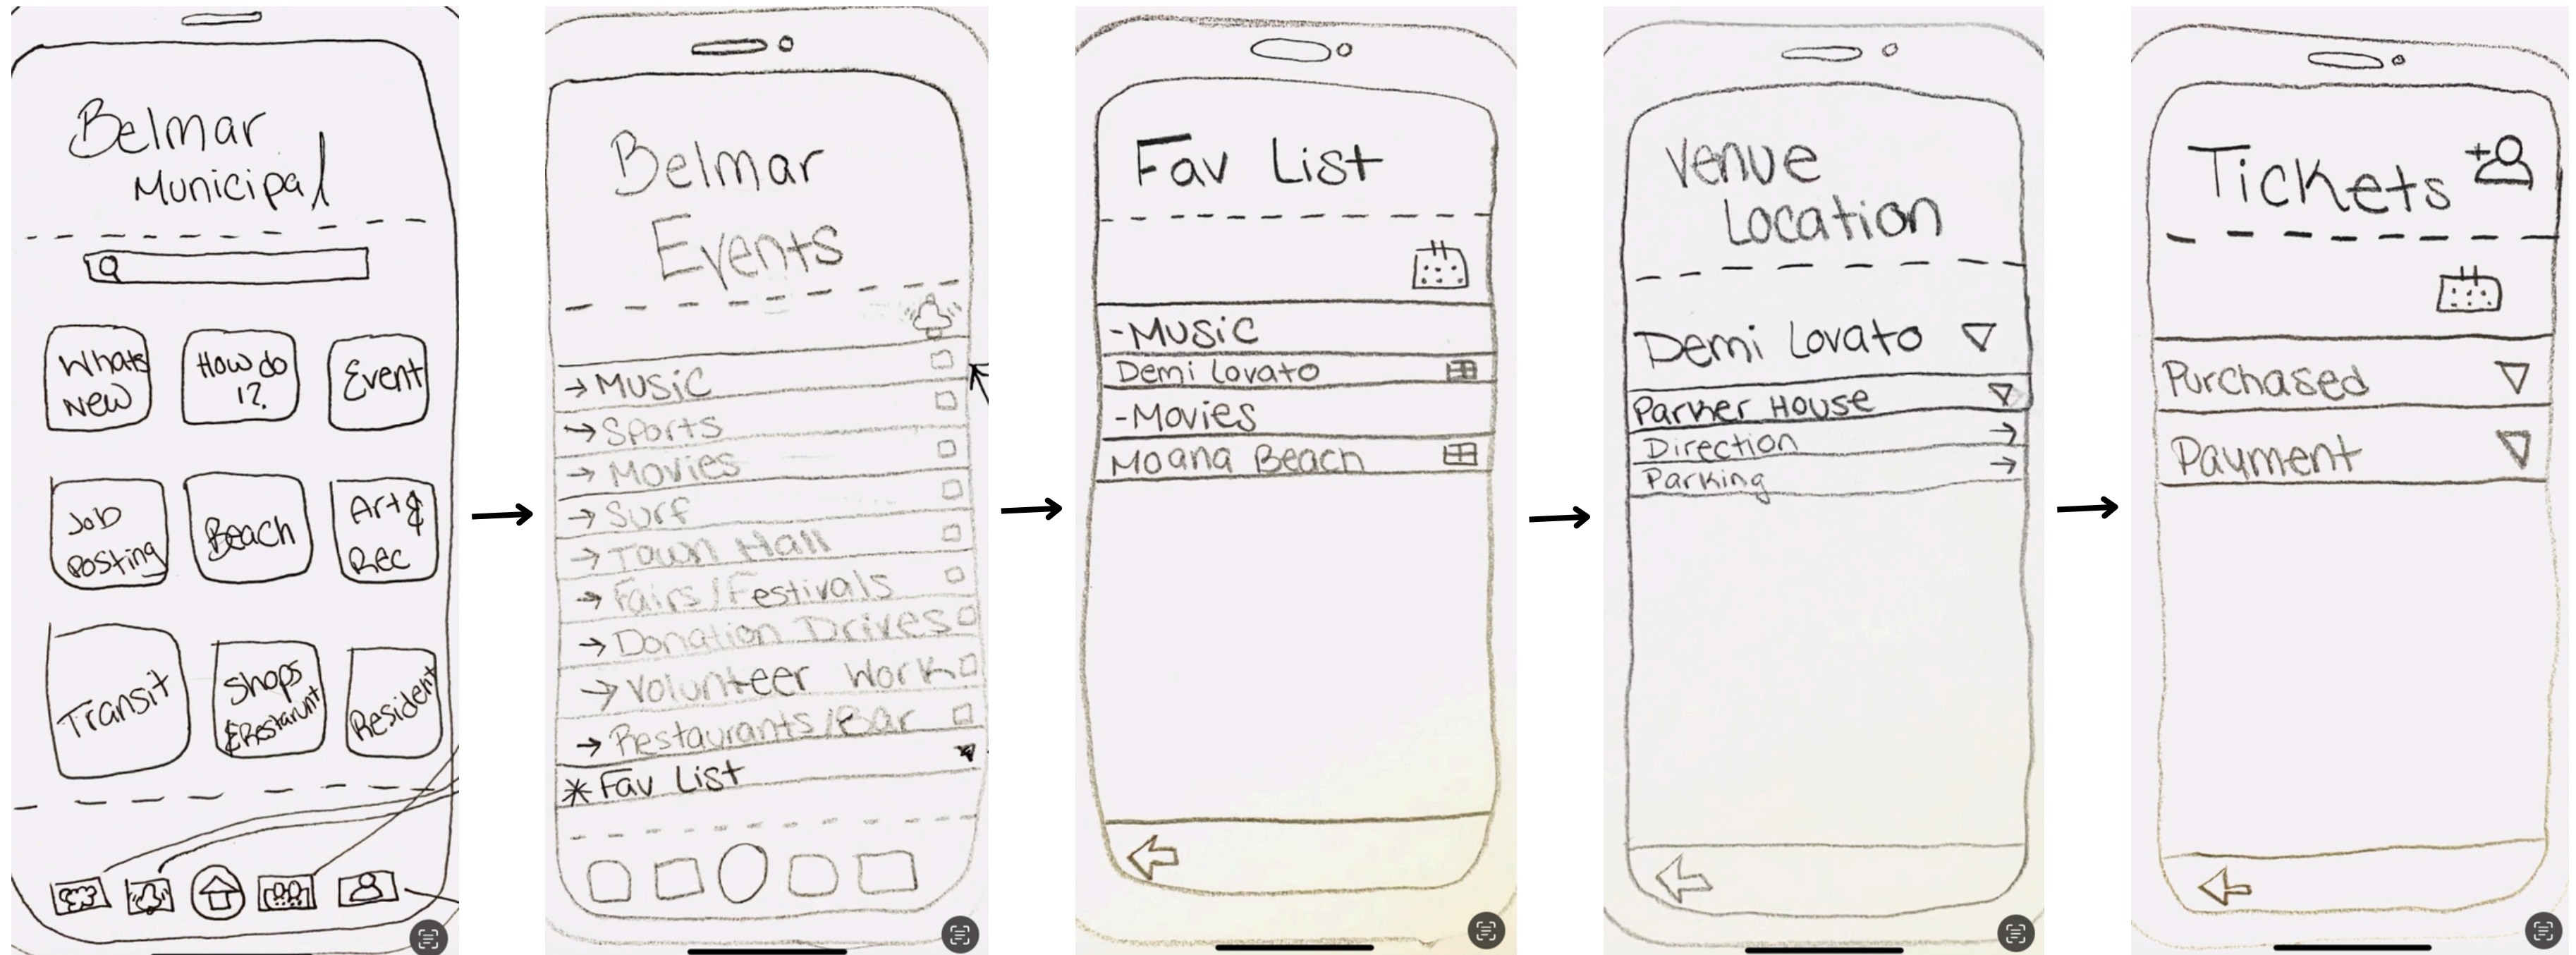 Belmar
Municipal
Whats
New
How do
I?
Event
Job
Posting
Beach
Art &
Rec
Transit
Shops
& Restarunt
Resident
Belmar
Events
→ Music
→ Sports
→ Movies
→ Surf
→ Town Hall
→ Fairs/Festivals
→ Donation Drives
→ Volunteer Work
→ Restaurants/Bar
* Fav List
Fav List
-Music
Demi Lovato
-Movies
Moana Beach
Venue
Location
Demi Lovato
Parker House
Direction →
Parking →
Tickets
Purchased
Payment